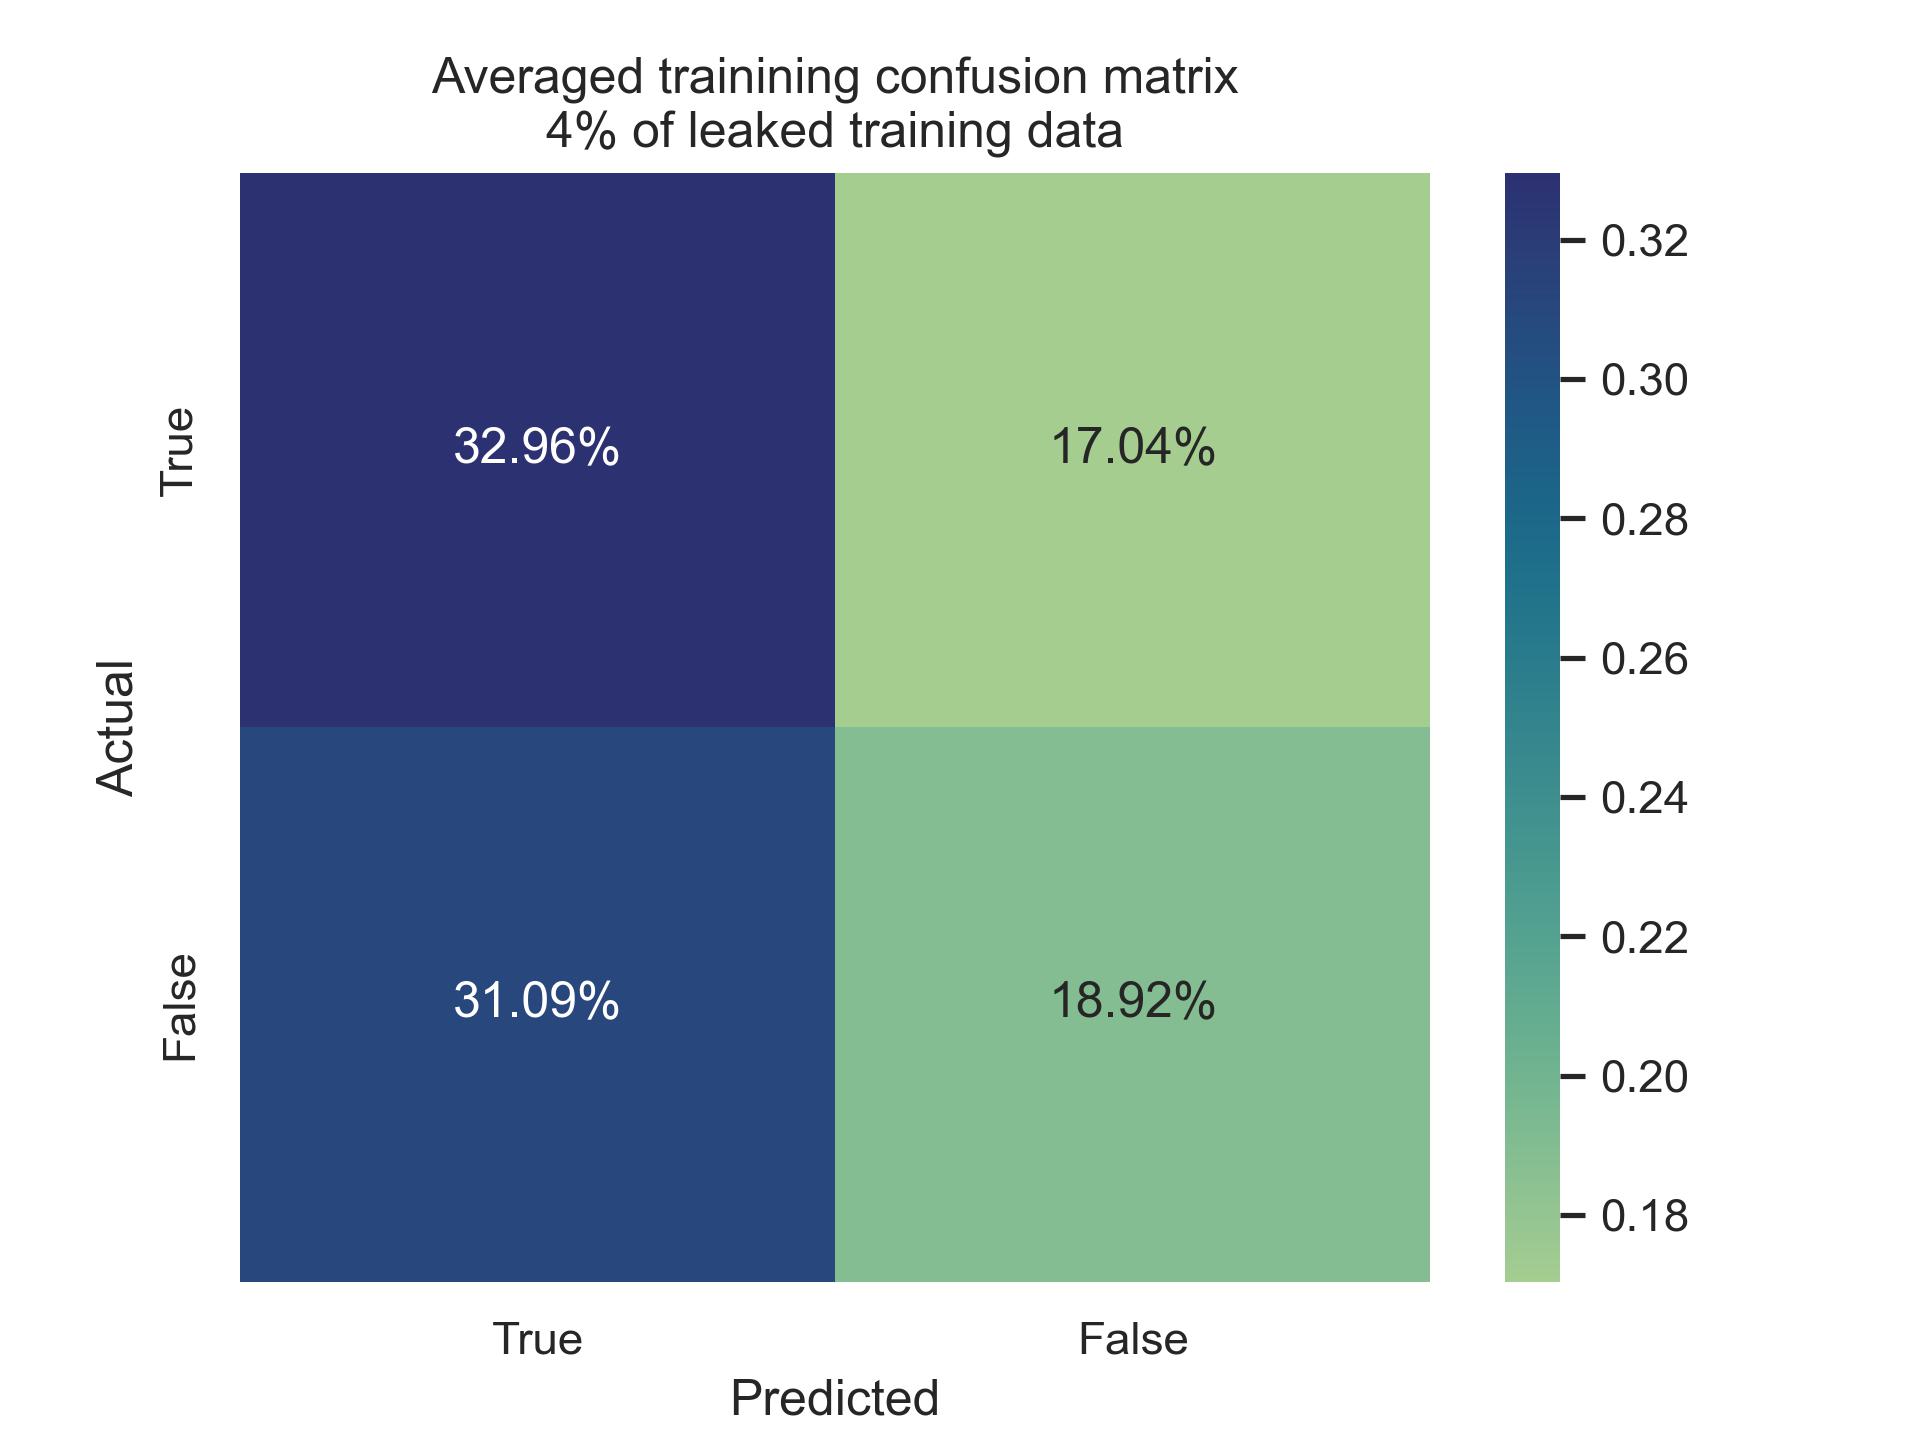 Averaged trainining confusion matrix
4% of leaked training data
Actual
True
False
32.96%
17.04%
31.09%
18.92%
True
False
Predicted
0.32
0.30
0.28
0.26
0.24
0.22
0.20
0.18